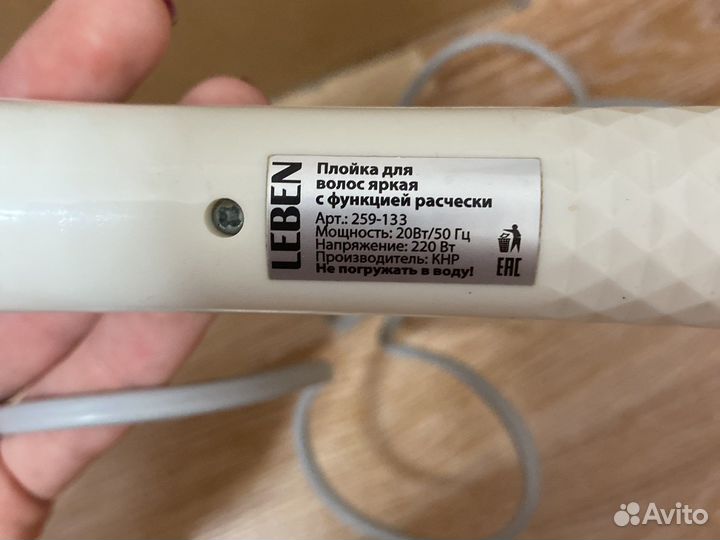 LEBEN
Плойка для
волос яркая
с функцией расчески
Арт.: 259-133
Мощность: 20Вт/50 Гц
Напряжение: 220 Вт
Производитель: КНР
Не погружать в воду!
EAC
Avito